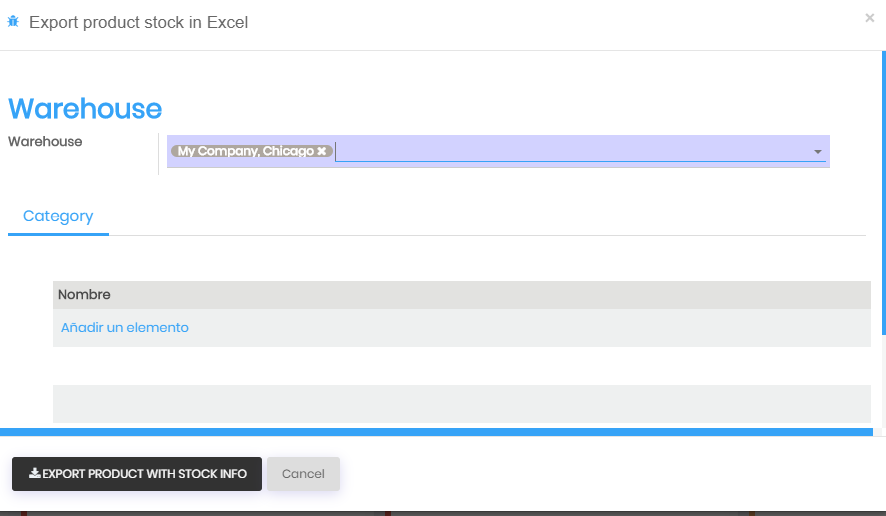 Export product stock in Excel
Warehouse
Warehouse
My Company, Chicago
Category
Nombre
Añadir un elemento
EXPORT PRODUCT WITH STOCK INFO
Cancel